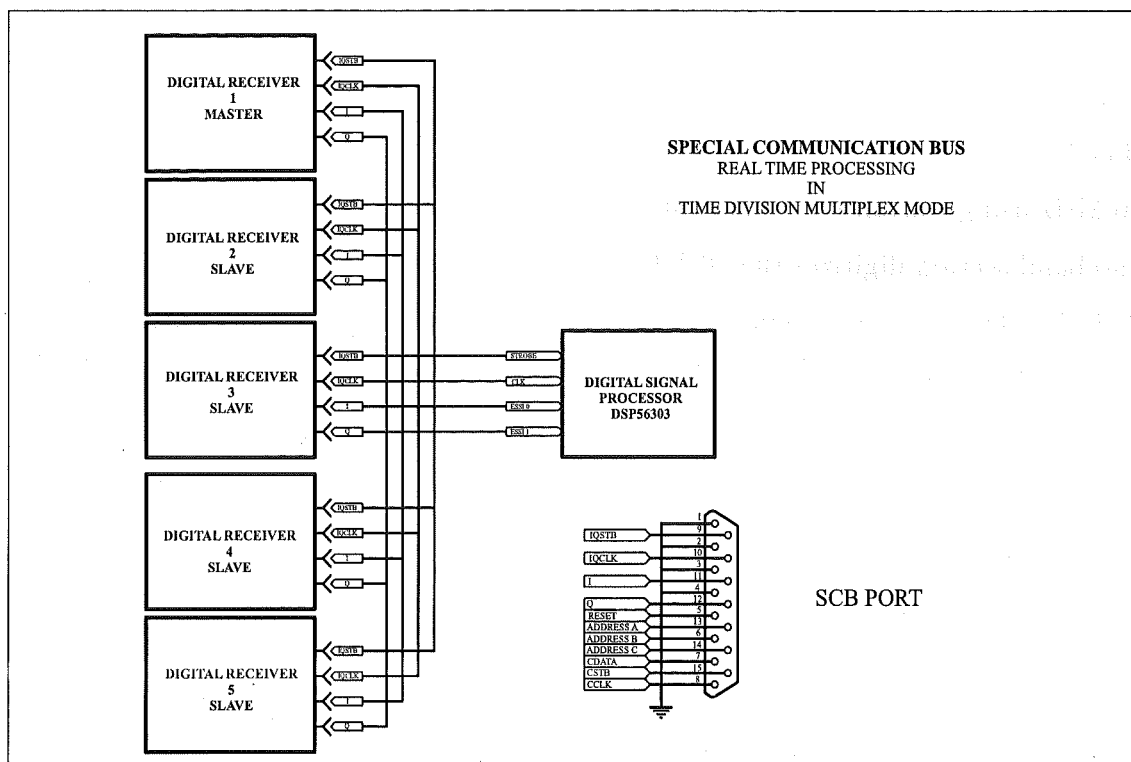 DIGITAL RECEIVER
1
MASTER
IQSTB
IQCLK
I
Q
DIGITAL RECEIVER
2
SLAVE
IQSTB
IQCLK
I
Q
DIGITAL RECEIVER
3
SLAVE
IQSTB
IQCLK
I
Q
DIGITAL RECEIVER
4
SLAVE
IQSTB
IQCLK
I
Q
DIGITAL RECEIVER
5
SLAVE
IQSTB
IQCLK
I
Q
SPECIAL COMMUNICATION BUS
REAL TIME PROCESSING
IN
TIME DIVISION MULTIPLEX MODE
STROBE
CLK
ESSI 0
ESSI 1
DIGITAL SIGNAL
PROCESSOR
DSP56303
1
IQSTB 9
2
IQCLK 10
3
I 11
4
Q 12
RESET 5
ADDRESS A 13
ADDRESS B 6
ADDRESS C 14
CDATA 7
CSTB 15
CCLK 8
SCB PORT